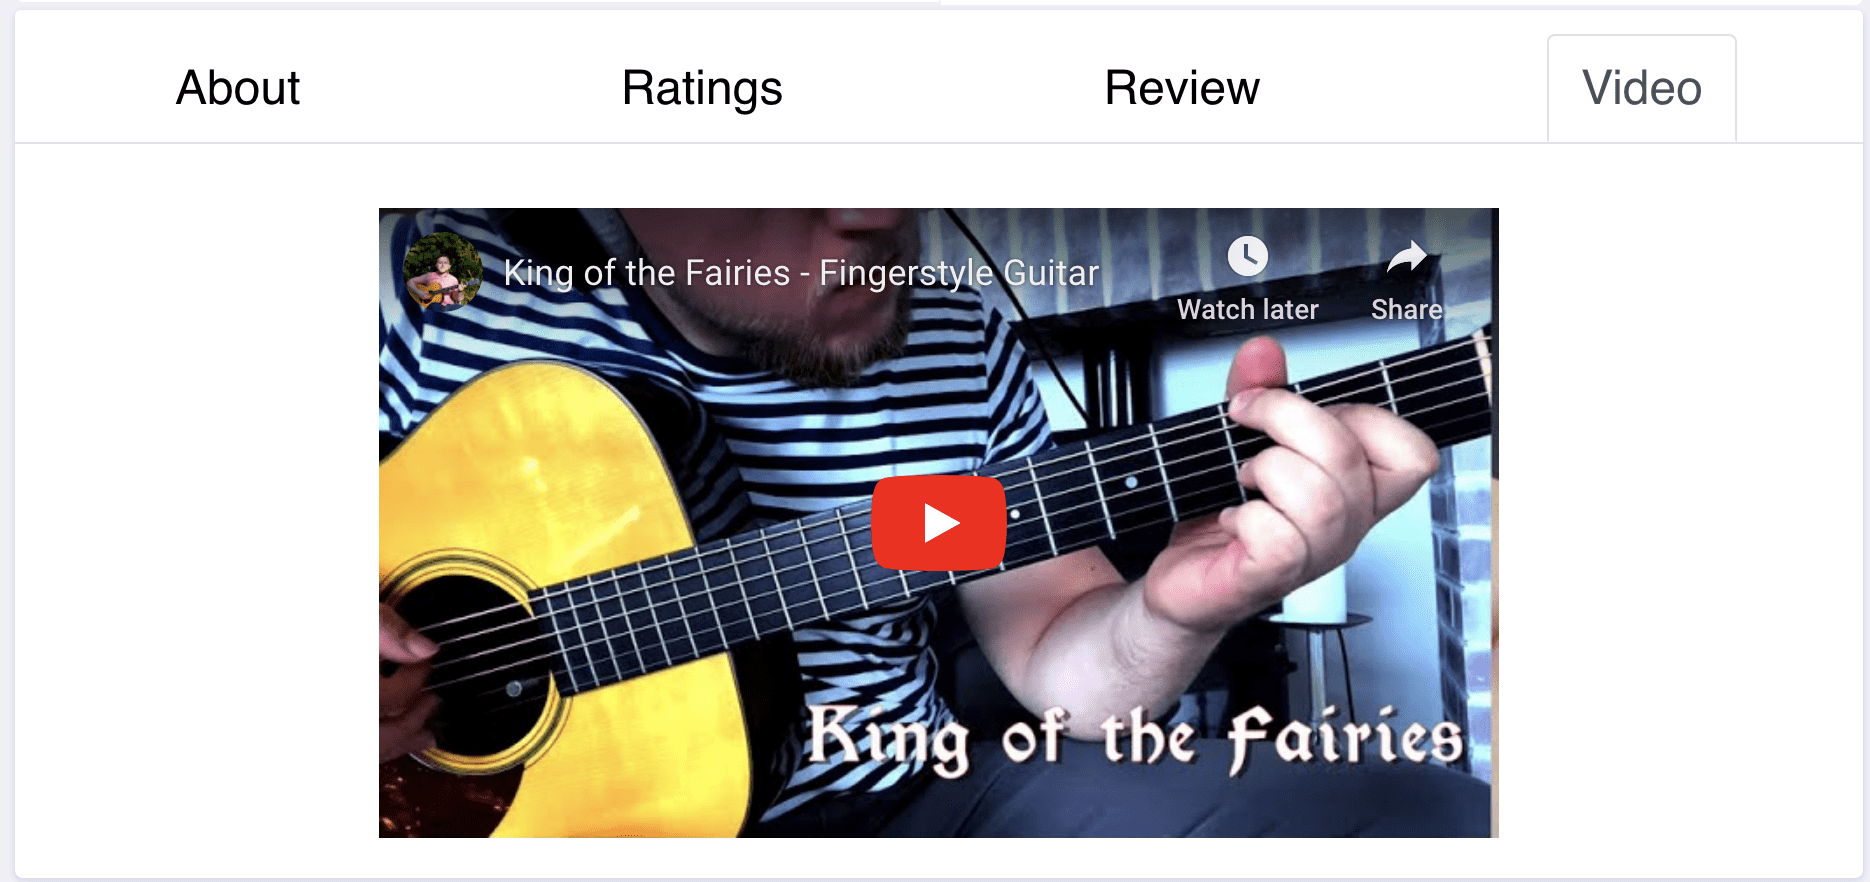 About
Ratings
Review
Video
King of the Fairies - Fingerstyle Guitar
Watch later
Share
King of the Fairies